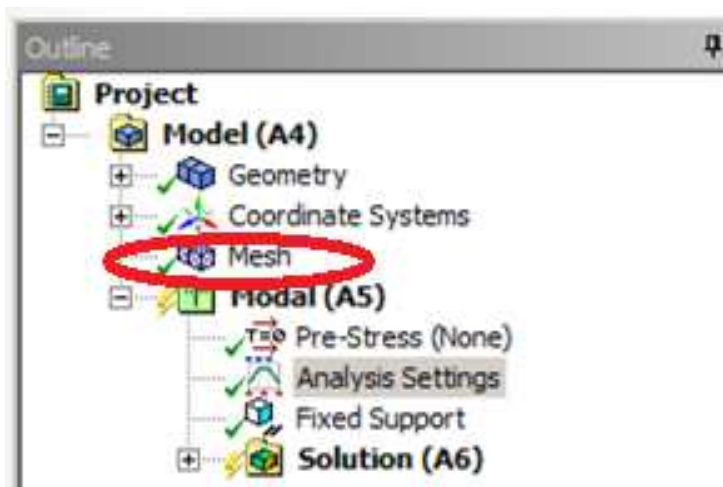 Outline
Project
Model (A4)
Geometry
Coordinate Systems
Mesh
Modal (A5)
T=0 Pre-Stress (None)
Analysis Settings
Fixed Support
Solution (A6)